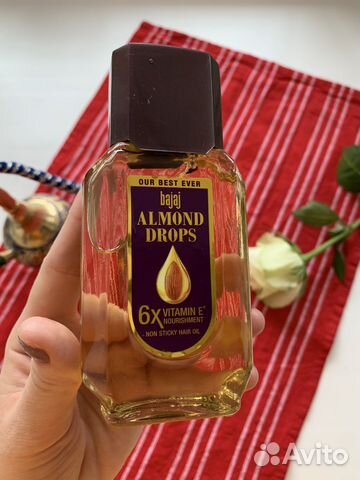 OUR BEST EVER
bajaj
ALMOND
DROPS
6X VITAMIN E*
NOURISHMENT
NON STICKY HAIR OIL
Avito